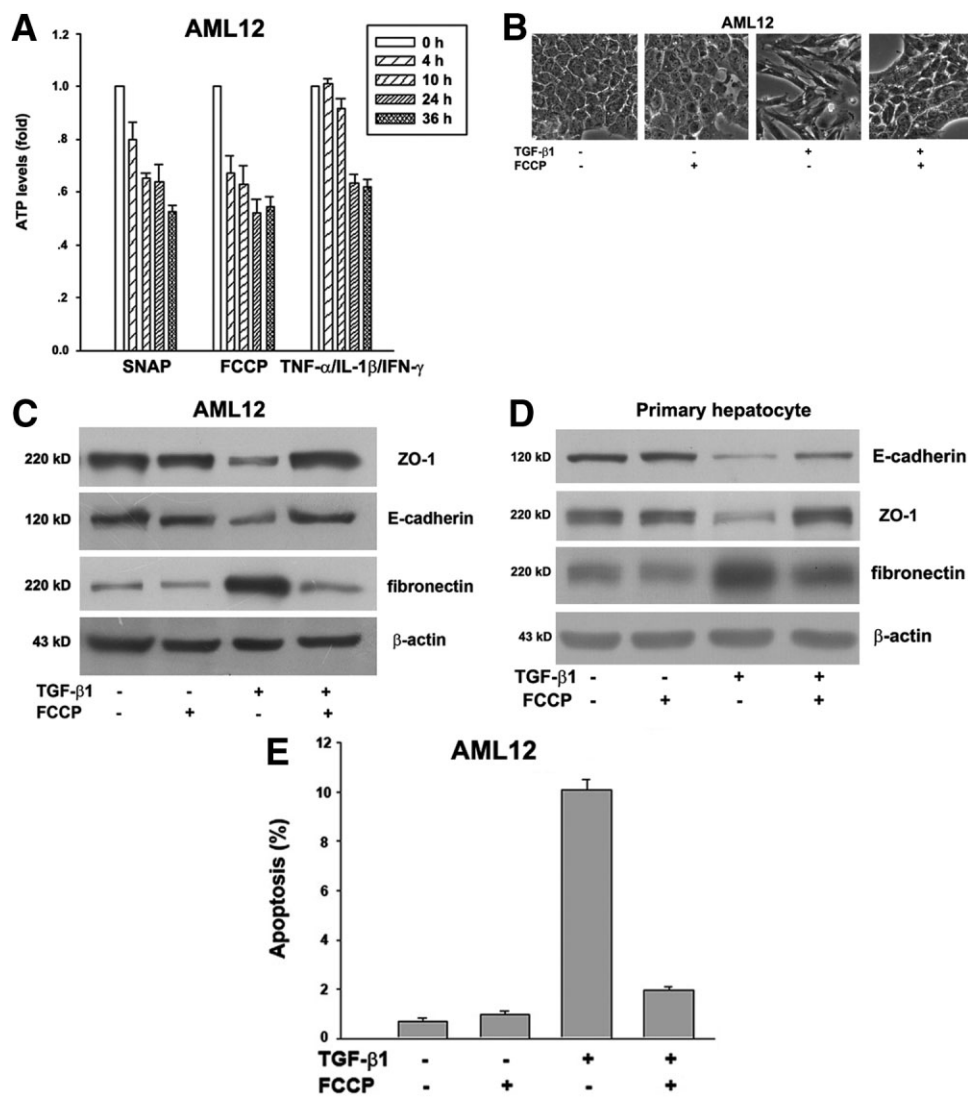 A
AML12
1.2
1.0
.8
.6
.4
.2
0.0
ATP levels (fold)
0 h
4 h
10 h
24 h
36 h
SNAP FCCP TNF-α/IL-1β/IFN-γ
B
AML12
TGF-β1 - - + +
FCCP - + - +
C
AML12
220 kD ZO-1
120 kD E-cadherin
220 kD fibronectin
43 kD β-actin
TGF-β1 - - + +
FCCP - + - +
D
Primary hepatocyte
120 kD E-cadherin
220 kD ZO-1
220 kD fibronectin
43 kD β-actin
TGF-β1 - - + +
FCCP - + - +
E
AML12
12
10
8
6
4
2
0
Apoptosis (%)
TGF-β1 - - + +
FCCP - + - +